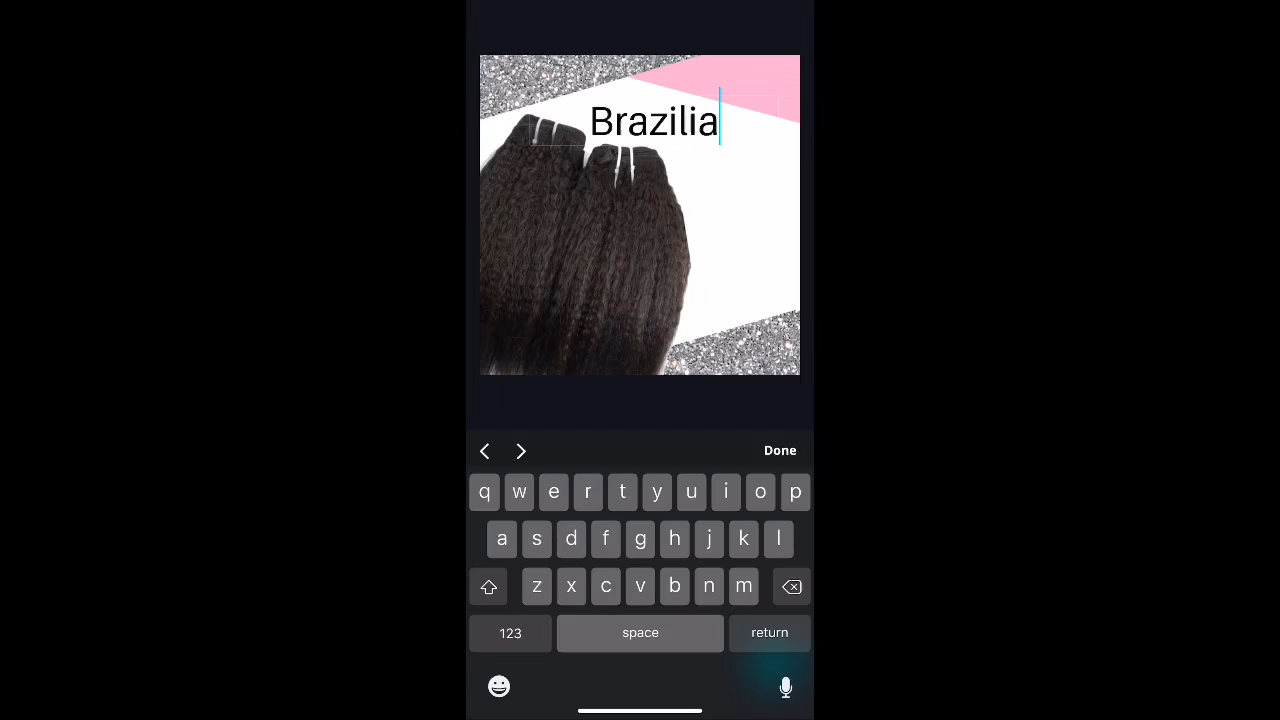 Brazilia
Done
q w e r t y u i o p
a s d f g h j k l
z x c v b n m
123 space return